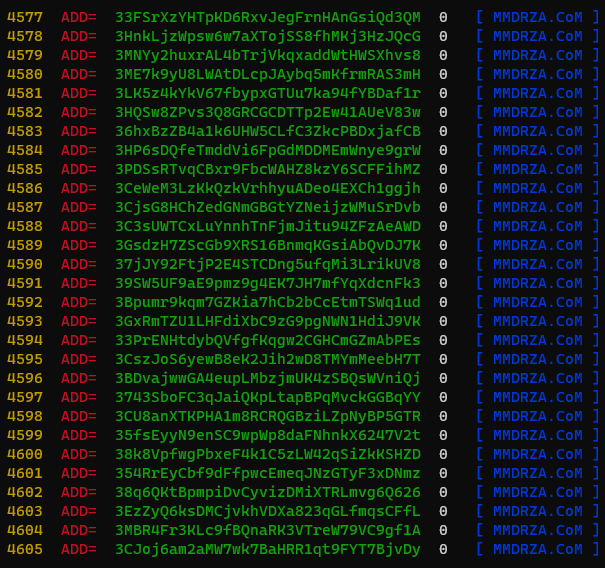 4577 ADD= 33FSrXzYHTpKD6RxvJegFrnHAnGsiQd3QM 0 [ MMDRZA.CoM ]
4578 ADD= 3HnkLjzWpsw6w7aXTojSS8fhMKj3HzJQcG 0 [ MMDRZA.CoM ]
4579 ADD= 3MNYy2huxrAL4bTrjVkqxaddWtHWSXhvs8 0 [ MMDRZA.CoM ]
4580 ADD= 3ME7k9yU8LWAtDLcpJAybq5mKfrmRAS3mH 0 [ MMDRZA.CoM ]
4581 ADD= 3LK5z4kYkV67fbypxGTUu7ka94fYBDaf1r 0 [ MMDRZA.CoM ]
4582 ADD= 3HQSw8ZPvs3Q8GRCGCDTTp2Ew41AUeV83w 0 [ MMDRZA.CoM ]
4583 ADD= 36hxBzZB4a1k6UHW5CLfC3ZkcPBDxjafCB 0 [ MMDRZA.CoM ]
4584 ADD= 3HP6sDQfeTmddVi6FpGdMDDMEmWnye9grW 0 [ MMDRZA.CoM ]
4585 ADD= 3PDSsRTvqCBxr9FbcWAHZ8kzY6SCFFihMZ 0 [ MMDRZA.CoM ]
4586 ADD= 3CeWeM3LzKkQzkVrhhyuADeo4EXCh1ggjh 0 [ MMDRZA.CoM ]
4587 ADD= 3CjsG8HChZedGNmGBGtYZNeijzWMuSrDvb 0 [ MMDRZA.CoM ]
4588 ADD= 3C3sUWTCxLuYnnhTnFjmJitu94ZFzAeAWD 0 [ MMDRZA.CoM ]
4589 ADD= 3GsdzH7ZScGb9XRS16BnmqKGsiAbQvDJ7K 0 [ MMDRZA.CoM ]
4590 ADD= 37jJY92FtjP2E4STCDng5ufqMi3LrikUV8 0 [ MMDRZA.CoM ]
4591 ADD= 39SW5UF9aE9pmz9g4EK7JH7mfYqXdcnFk3 0 [ MMDRZA.CoM ]
4592 ADD= 3Bpumr9kqm7GZKia7hCb2bCcEtmTSWq1ud 0 [ MMDRZA.CoM ]
4593 ADD= 3GxRmTZU1LHFdiXbC9zG9pgNWN1HdiJ9VK 0 [ MMDRZA.CoM ]
4594 ADD= 33PrENHtdybQVfgfKqgw2CGHCmGZmAbPEs 0 [ MMDRZA.CoM ]
4595 ADD= 3CszJoS6yewB8eK2Jih2wD8TMYmMeebH7T 0 [ MMDRZA.CoM ]
4596 ADD= 3BDvajwwGA4eupLMbzjmUK4zSBQsWVniQj 0 [ MMDRZA.CoM ]
4597 ADD= 3743SboFC3qJaiQKpLtapBPqMvckGGBqYY 0 [ MMDRZA.CoM ]
4598 ADD= 3CU8anXTKPHA1m8RCRQGBziLZpNyBP5GTR 0 [ MMDRZA.CoM ]
4599 ADD= 35fsEyyN9enSC9wpWp8daFNhnkX6247V2t 0 [ MMDRZA.CoM ]
4600 ADD= 38k8VpfwgPbxeF4k1C5zLW42qSiZkKSHZD 0 [ MMDRZA.CoM ]
4601 ADD= 354RrEyCbf9dFfpwcEmeqJNzGTyF3xDNmz 0 [ MMDRZA.CoM ]
4602 ADD= 38q6QKtBpmpiDvCyvizDMiXTRLmvg6Q626 0 [ MMDRZA.CoM ]
4603 ADD= 3EzZyQ6ksDMCjvkhVDXa823qGLfmqsCFfL 0 [ MMDRZA.CoM ]
4604 ADD= 3MBR4Fr3KLc9fBQnaRK3VTreW79VC9gf1A 0 [ MMDRZA.CoM ]
4605 ADD= 3CJoj6am2aMW7wk7BaHRR1qt9FYT7BjvDy 0 [ MMDRZA.CoM ]